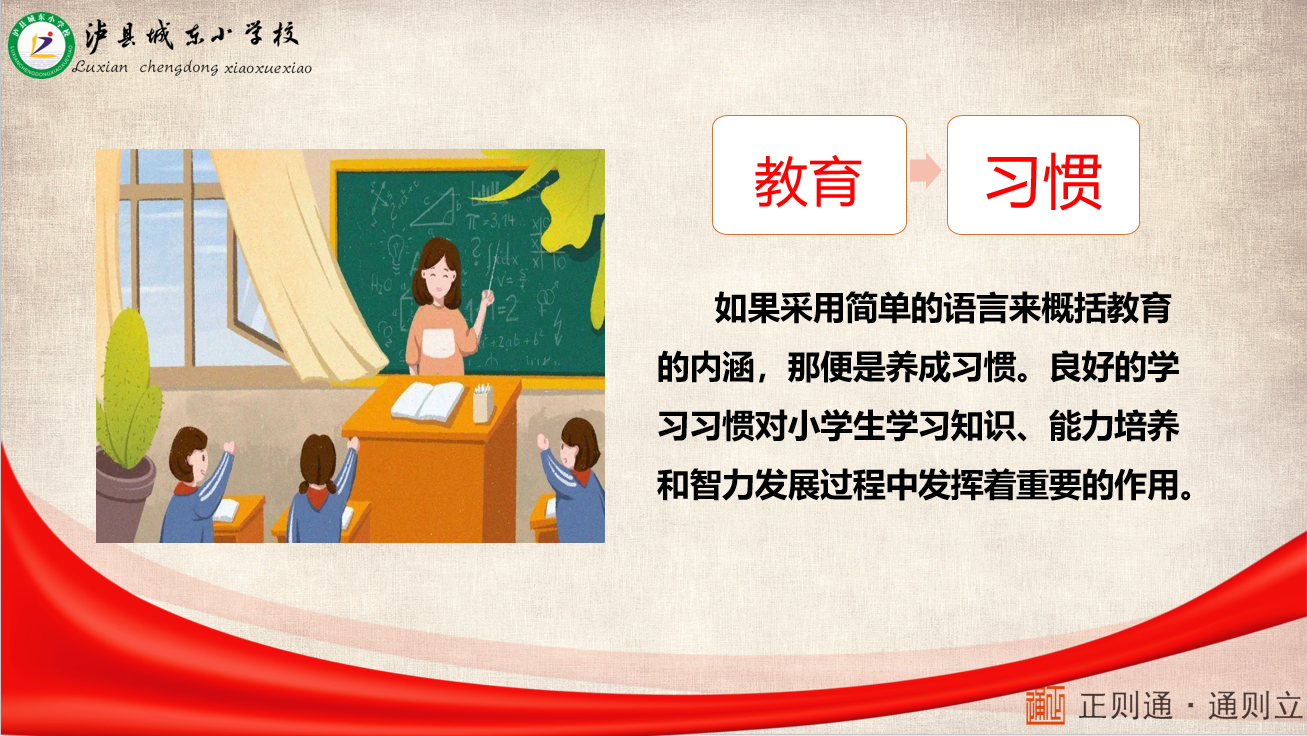 泸县城东小学校
Luxian chengdong xiaoxuexiao
教育
习惯
如果采用简单的语言来概括教育
的内涵，那便是养成习惯。良好的学
习习惯对小学生学习知识、能力培养
和智力发展过程中发挥着重要的作用。
正则通·通则立